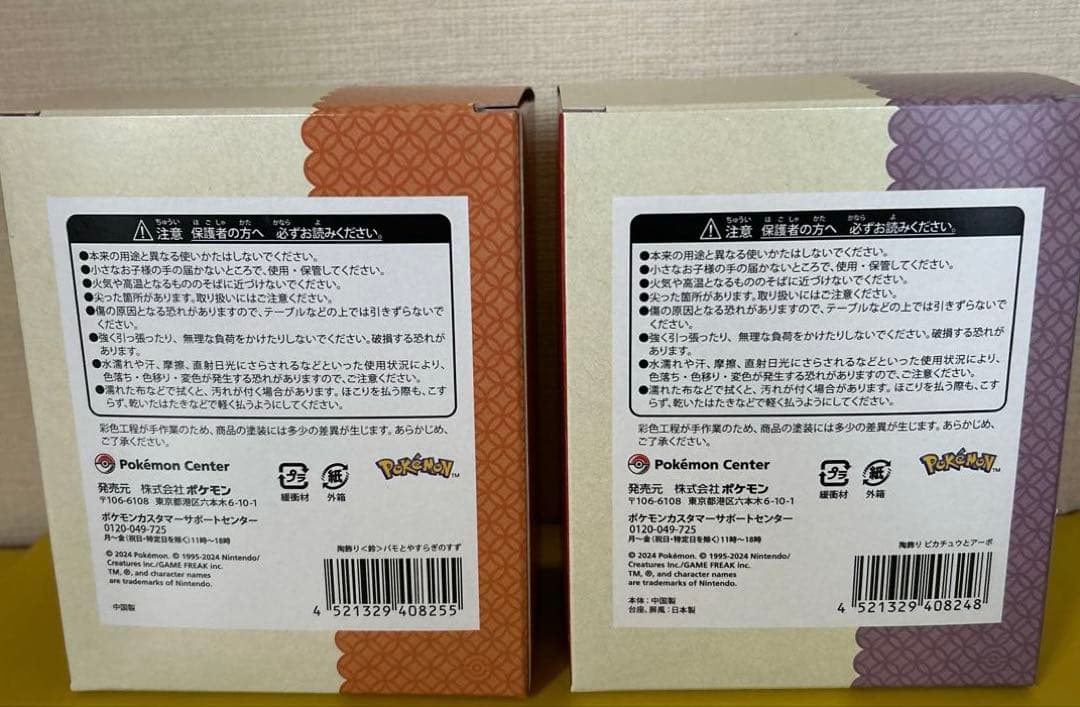 注意 保護者の方へ 必ずお読みください。
ちゅうい ほごしゃ かた かなら よ
●本来の用途と異なる使いかたはしないでください。
●小さなお子様の手の届かないところで、使用・保管してください。
●火気や高温となるもののそばに近づけないでください。
●尖った箇所があります。取り扱いにはご注意ください。
●傷の原因となる恐れがありますので、テーブルなどの上では引きずらないで
ください。
●強く引っ張ったり、無理な負荷をかけたりしないでください。破損する恐れが
あります。
●水濡れや汗、摩擦、直射日光にさらされるなどといった使用状況により、
色落ち・色移り・変色が発生する恐れがありますので、ご注意ください。
●濡れた布などで拭くと、汚れが付く場合があります。ほこりを払う際も、こす
らず、乾いたはたきなどで軽く払うようにしてください。
彩色工程が手作業のため、商品の塗装には多少の差異が生じます。あらかじめ、
ご了承ください。
Pokémon Center
プラ
緩衝材
紙
外箱
POKÉMON™
発売元 株式会社ポケモン
〒106-6108 東京都港区六本木6-10-1
ポケモンカスタマーサポートセンター
0120-049-725
月～金(祝日・特定日を除く)11時～18時
陶飾り<鈴>パモとやすらぎのすず
© 2024 Pokémon. © 1995-2024 Nintendo/
Creatures Inc./GAME FREAK inc.
TM, ®, and character names
are trademarks of Nintendo.
中国製
4 521329 408255
注意 保護者の方へ 必ずお読みください。
ちゅうい ほごしゃ かた かなら よ
●本来の用途と異なる使いかたはしないでください。
●小さなお子様の手の届かないところで、使用・保管してください。
●火気や高温となるもののそばに近づけないでください。
●尖った箇所があります。取り扱いにはご注意ください。
●傷の原因となる恐れがありますので、テーブルなどの上では引きずらないで
ください。
●強く引っ張ったり、無理な負荷をかけたりしないでください。破損する恐れが
あります。
●水濡れや汗、摩擦、直射日光にさらされるなどといった使用状況により、
色落ち・色移り・変色が発生する恐れがありますので、ご注意ください。
●濡れた布などで拭くと、汚れが付く場合があります。ほこりを払う際も、こす
らず、乾いたはたきなどで軽く払うようにしてください。
彩色工程が手作業のため、商品の塗装には多少の差異が生じます。あらかじめ、
ご了承ください。
Pokémon Center
プラ
緩衝材
紙
外箱
POKÉMON™
発売元 株式会社ポケモン
〒106-6108 東京都港区六本木6-10-1
ポケモンカスタマーサポートセンター
0120-049-725
月～金(祝日・特定日を除く)11時～18時
陶飾り ピカチュウとアーボ
© 2024 Pokémon. © 1995-2024 Nintendo/
Creatures Inc./GAME FREAK inc.
TM, ®, and character names
are trademarks of Nintendo.
本体：中国製
台座、屏風：日本製
4 521329 408248